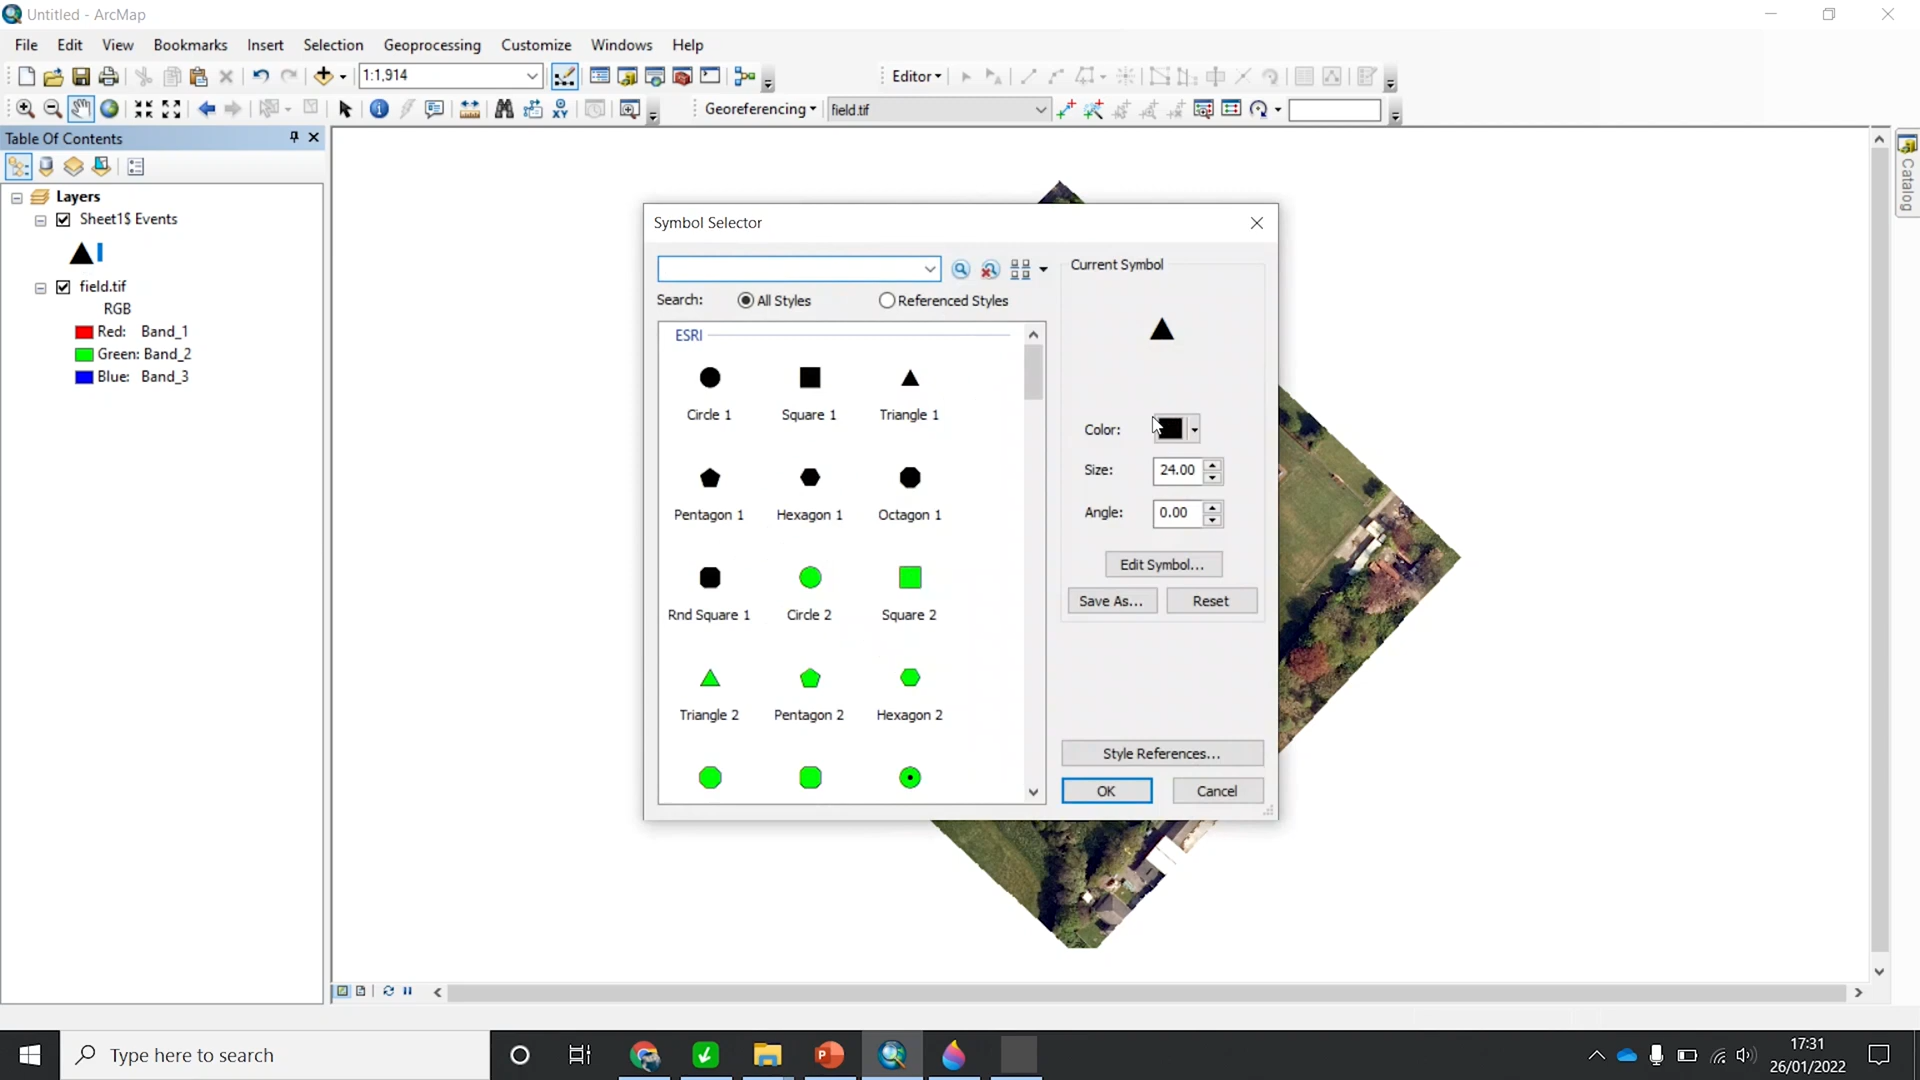 Untitled - ArcMap
File Edit View Bookmarks Insert Selection Geoprocessing Customize Windows Help
1:1,914
Editor
Georeferencing
field.tif
Table Of Contents
Layers
Sheet1$ Events
field.tif
RGB
Red: Band_1
Green: Band_2
Blue: Band_3
Catalog
Symbol Selector
Search: All Styles Referenced Styles
ESRI
Circle 1 Square 1 Triangle 1
Pentagon 1 Hexagon 1 Octagon 1
Rnd Square 1 Circle 2 Square 2
Triangle 2 Pentagon 2 Hexagon 2
Current Symbol
Color:
Size: 24.00
Angle: 0.00
Edit Symbol...
Save As... Reset
Style References...
OK Cancel
Type here to search
17:31
26/01/2022